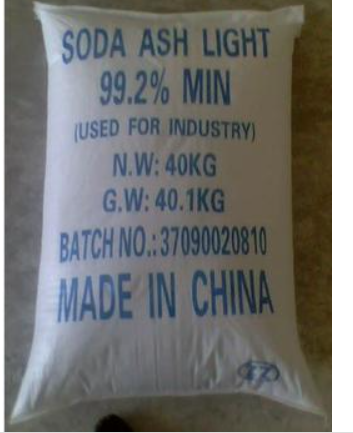 SODA ASH LIGHT
99.2% MIN
(USED FOR INDUSTRY)
N.W: 40KG
G.W: 40.1KG
BATCH NO.: 37090020810
MADE IN CHINA